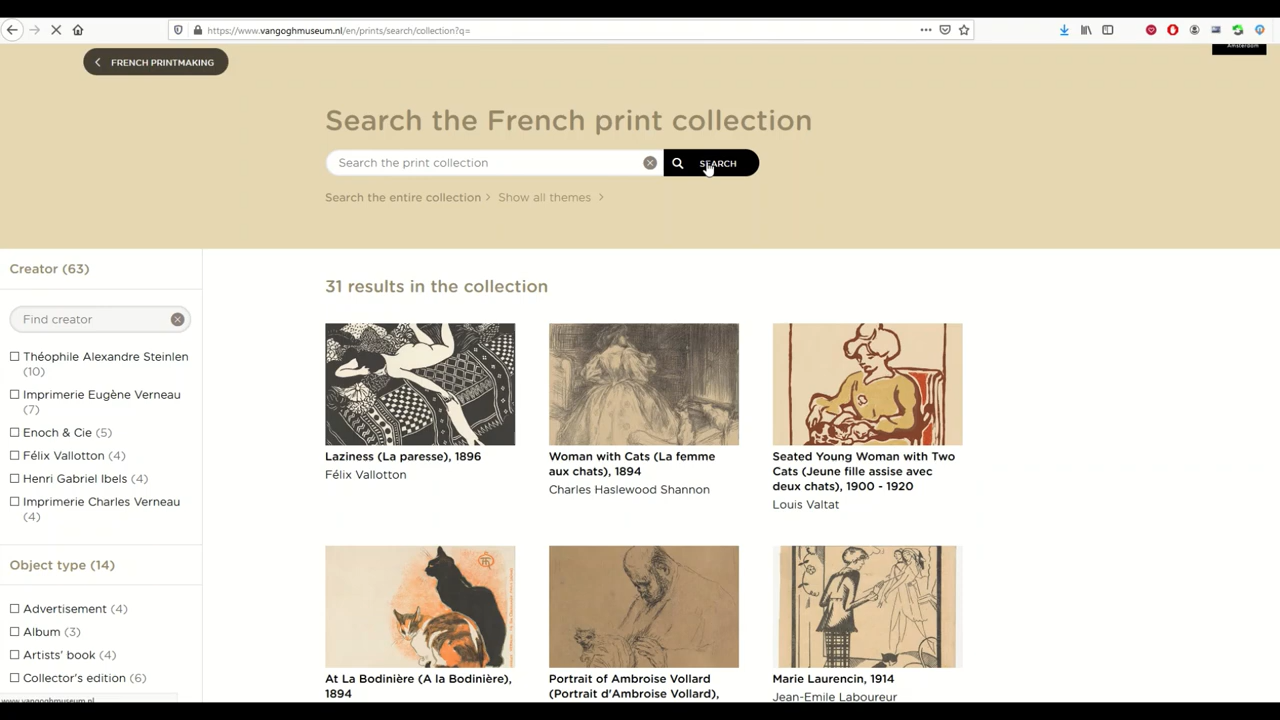 https://www.vangoghmuseum.nl/en/prints/search/collection?q=
Amsterdam
FRENCH PRINTMAKING
Search the French print collection
Search the print collection
SEARCH
Search the entire collection
Show all themes
Creator (63)
Find creator
Théophile Alexandre Steinlen
(10)
Imprimerie Eugène Verneau
(7)
Enoch & Cie (5)
Félix Vallotton (4)
Henri Gabriel Ibels (4)
Imprimerie Charles Verneau
(4)
Object type (14)
Advertisement (4)
Album (3)
Artists' book (4)
Collector's edition (6)
www.vangoghmuseum.nl
31 results in the collection
Laziness (La paresse), 1896
Félix Vallotton
Woman with Cats (La femme
aux chats), 1894
Charles Haslewood Shannon
Seated Young Woman with Two
Cats (Jeune fille assise avec
deux chats), 1900 - 1920
Louis Valtat
At La Bodinière (A la Bodinière),
1894
Portrait of Ambroise Vollard
(Portrait d'Ambroise Vollard),
Marie Laurencin, 1914
Jean-Emile Laboureur